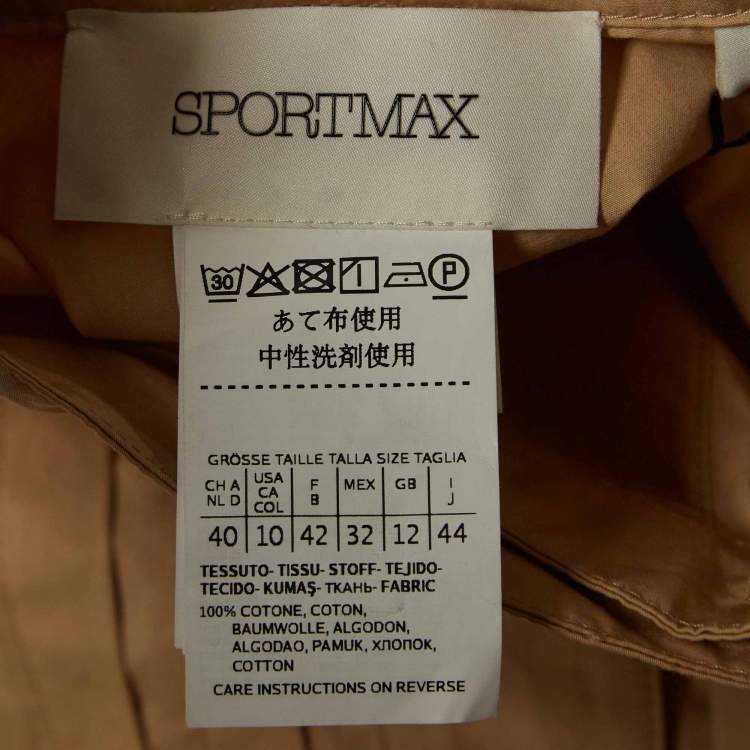 SPORTMAX
30 P
あて布使用
中性洗剤使用
GRÖSSE TAILLE TALLA SIZE TAGLIA
CH A NL D USA CA COL F B MEX GB I J
40 10 42 32 12 44
TESSUTO- TISSU- STOFF- TEJIDO-
TECIDO- KUMAŞ- ТКАНЬ- FABRIC
100% COTONE, COTON,
BAUMWOLLE, ALGODON,
ALGODAO, PAMUK, ХЛОПОК,
COTTON
CARE INSTRUCTIONS ON REVERSE